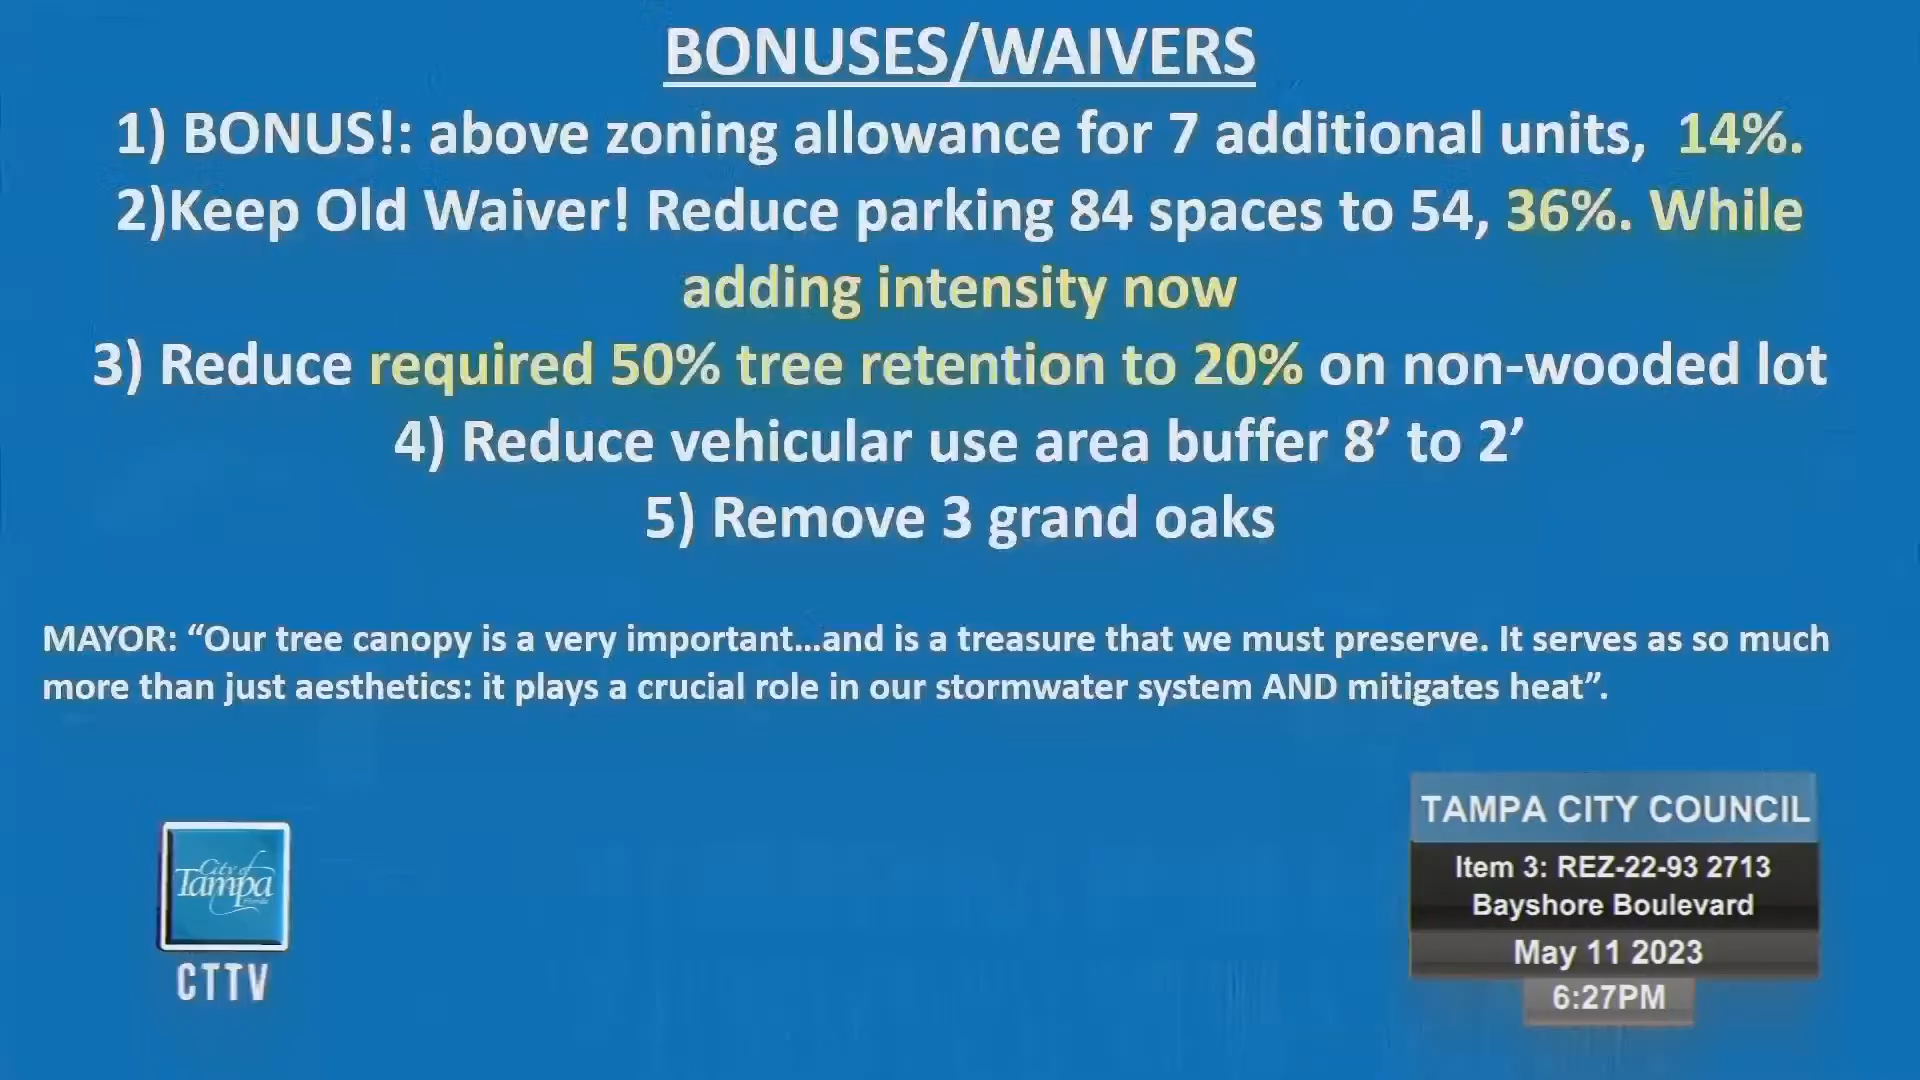 BONUSES/WAIVERS
1) BONUS!: above zoning allowance for 7 additional units, 14%.
2)Keep Old Waiver! Reduce parking 84 spaces to 54, 36%. While
adding intensity now
3) Reduce required 50% tree retention to 20% on non-wooded lot
4) Reduce vehicular use area buffer 8’ to 2’
5) Remove 3 grand oaks
MAYOR: “Our tree canopy is a very important…and is a treasure that we must preserve. It serves as so much
more than just aesthetics: it plays a crucial role in our stormwater system AND mitigates heat”.
City of
Tampa
Florida
CTTV
TAMPA CITY COUNCIL
Item 3: REZ-22-93 2713
Bayshore Boulevard
May 11 2023
6:27PM